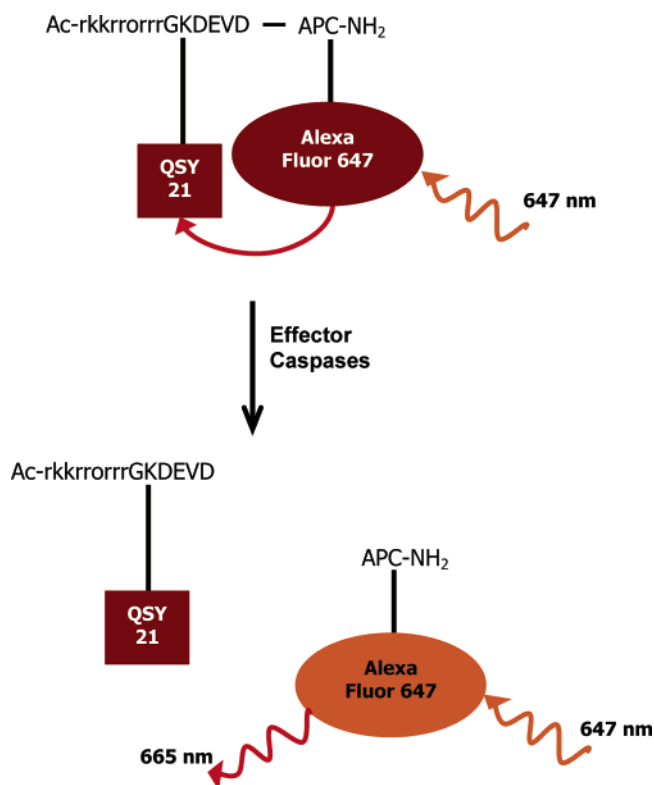 Ac-rkkrrorrrGKDEVD — APC-NH₂
QSY
21
Alexa
Fluor 647
647 nm
Effector
Caspases
Ac-rkkrrorrrGKDEVD
APC-NH₂
QSY
21
Alexa
Fluor 647
647 nm
665 nm